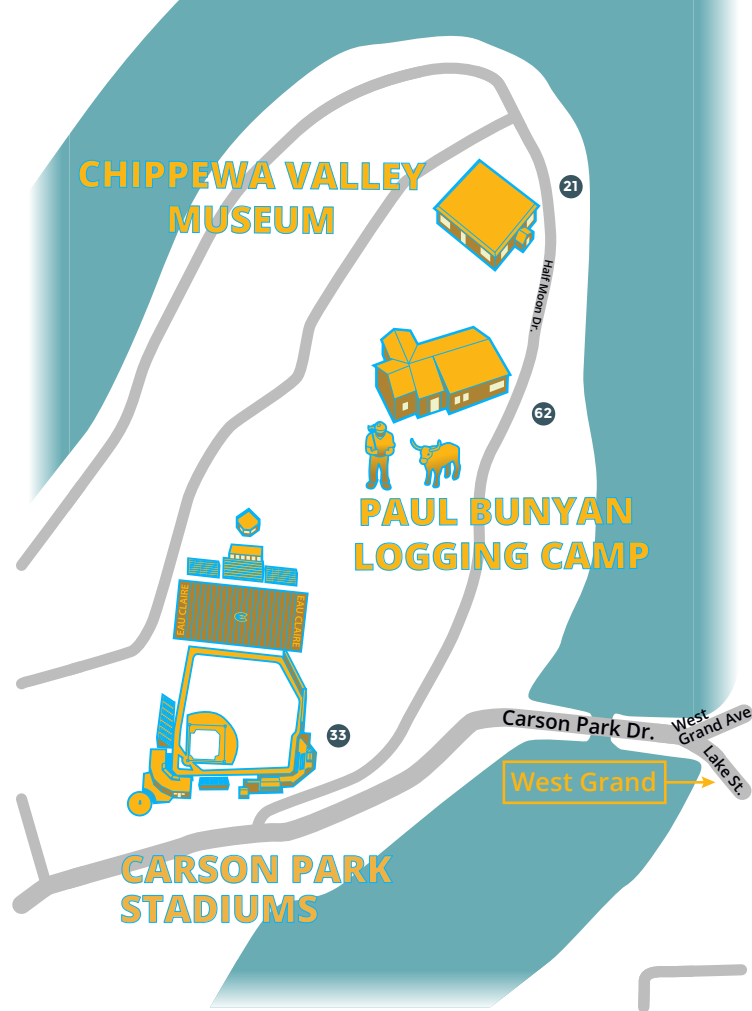 CHIPPEWA VALLEY
MUSEUM
21
Half Moon Dr.
62
PAUL BUNYAN
LOGGING CAMP
EAU CLAIRE
EAU CLAIRE
33
Carson Park Dr.
West
Grand Ave
Lake St.
West Grand
CARSON PARK
STADIUMS